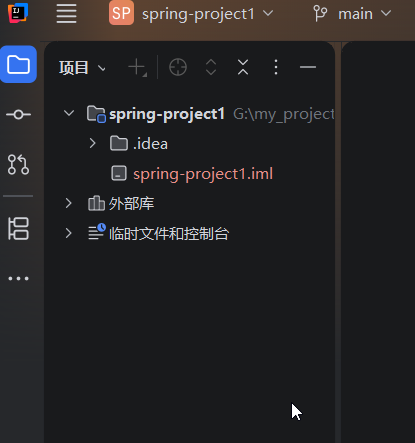 SP spring-project1 main
项目
spring-project1 G:\my_project
.idea
spring-project1.iml
外部库
临时文件和控制台